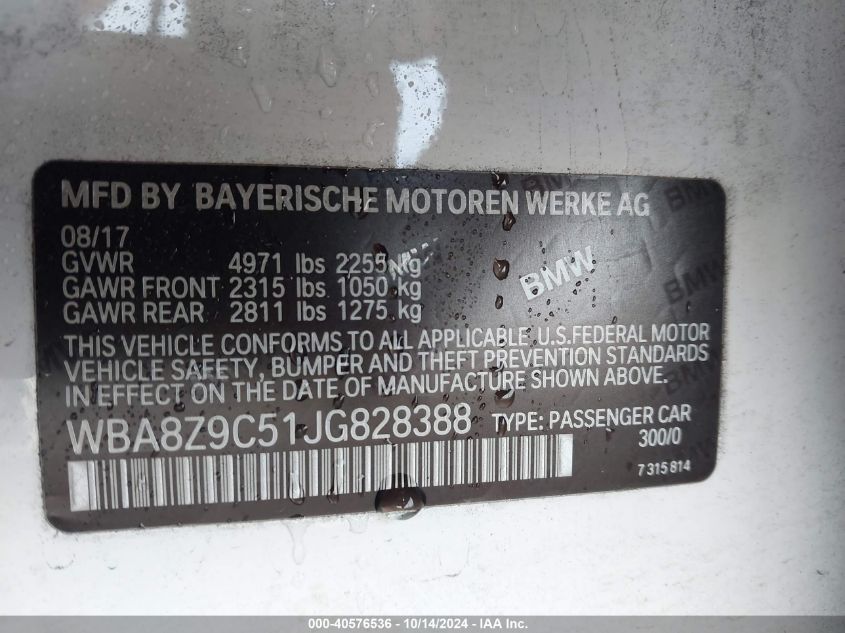 MFD BY BAYERISCHE MOTOREN WERKE AG
08/17
GVWR 4971 lbs 2255 kg
GAWR FRONT 2315 lbs 1050 kg
GAWR REAR 2811 lbs 1275 kg
THIS VEHICLE CONFORMS TO ALL APPLICABLE U.S.FEDERAL MOTOR
VEHICLE SAFETY, BUMPER AND THEFT PREVENTION STANDARDS
IN EFFECT ON THE DATE OF MANUFACTURE SHOWN ABOVE.
WBA8Z9C51JG828388 TYPE: PASSENGER CAR
300/0
7 315 814
BMW
BMW
BMW
000-40576536 - 10/14/2024 - © IAA Inc.